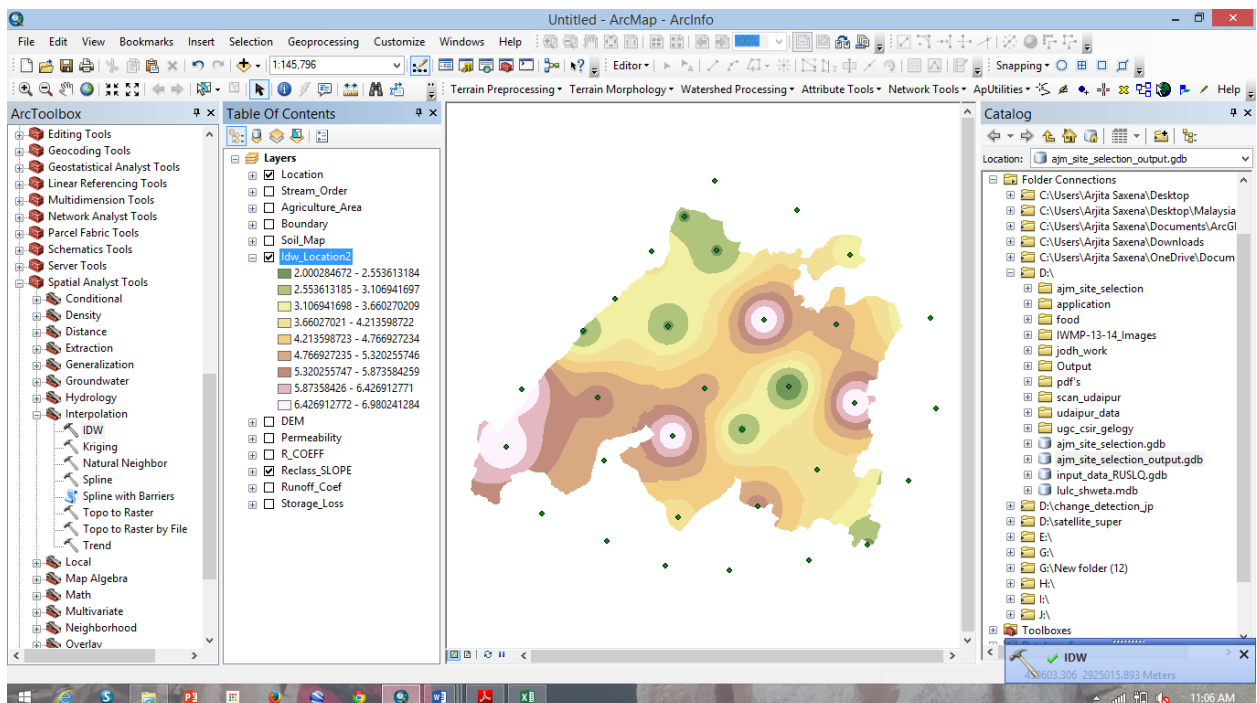 Untitled - ArcMap - ArcInfo
File Edit View Bookmarks Insert Selection Geoprocessing Customize Windows Help 100%
1:145,796 Editor Snapping
Terrain Preprocessing Terrain Morphology Watershed Processing Attribute Tools Network Tools ApUtilities Help
ArcToolbox
Editing Tools
Geocoding Tools
Geostatistical Analyst Tools
Linear Referencing Tools
Multidimension Tools
Network Analyst Tools
Parcel Fabric Tools
Schematics Tools
Server Tools
Spatial Analyst Tools
Conditional
Density
Distance
Extraction
Generalization
Groundwater
Hydrology
Interpolation
IDW
Kriging
Natural Neighbor
Spline
Spline with Barriers
Topo to Raster
Topo to Raster by File
Trend
Local
Map Algebra
Math
Multivariate
Neighborhood
Overlay
Table Of Contents
Layers
Location
Stream_Order
Agriculture_Area
Boundary
Soil_Map
Idw_Location2
2.000284672 - 2.553613184
2.553613185 - 3.106941697
3.106941698 - 3.660270209
3.66027021 - 4.213598722
4.213598723 - 4.766927234
4.766927235 - 5.320255746
5.320255747 - 5.873584259
5.87358426 - 6.426912771
6.426912772 - 6.980241284
DEM
Permeability
R_COEFF
Reclass_SLOPE
Runoff_Coef
Storage_Loss
Catalog
Location: ajm_site_selection_output.gdb
Folder Connections
C:\Users\Arjita Saxena\Desktop
C:\Users\Arjita Saxena\Desktop\Malaysia
C:\Users\Arjita Saxena\Documents\ArcGI
C:\Users\Arjita Saxena\Downloads
C:\Users\Arjita Saxena\OneDrive\Docum
D:\
ajm_site_selection
application
food
IWMP-13-14_Images
jodh_work
Output
pdf's
scan_udaipur
udaipur_data
ugc_csir_gelogy
ajm_site_selection.gdb
ajm_site_selection_output.gdb
input_data_RUSLQ.gdb
lulc_shweta.mdb
D:\change_detection_jp
D:\satellite_super
E:\
G:\
G:\New folder (12)
H:\
I:\
J:\
Toolboxes
IDW
2925015.893 Meters
11:06 AM